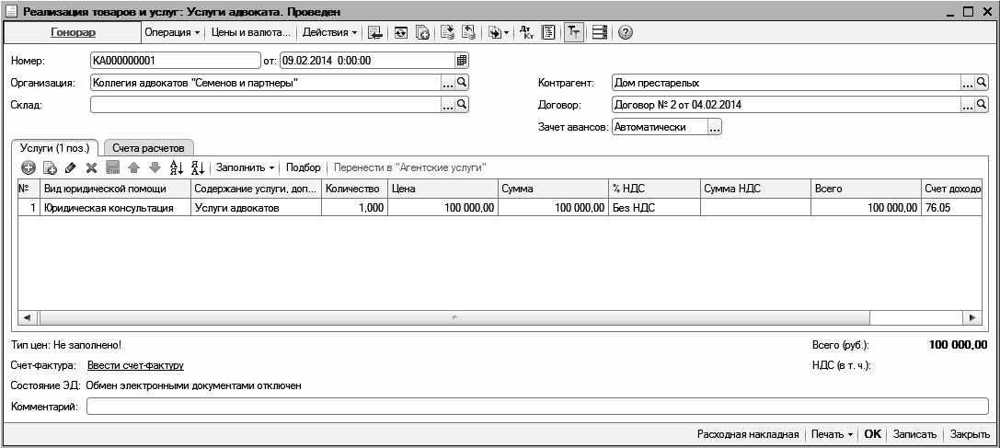 Реализация товаров и услуг: Услуги адвоката. Проведен
Гонорар Операция Цены и валюта... Действия Дт Кт Тт ?
Номер: КА000000001 от: 09.02.2014 0:00:00
Организация: Коллегия адвокатов "Семенов и партнеры" ... Контрагент: Дом престарелых ...
Склад: ... Договор: Договор № 2 от 04.02.2014 ...
Зачет авансов: Автоматически ...
Услуги (1 поз.) Счета расчетов
А Я Я А Заполнить Подбор Перенести в "Агентские услуги"
№ Вид юридической помощи Содержание услуги, доп... Количество Цена Сумма % НДС Сумма НДС Всего Счет доходо
1 Юридическая консультация Услуги адвокатов 1,000 100 000,00 100 000,00 Без НДС 100 000,00 76.05
Тип цен: Не заполнено! Всего (руб.): 100 000,00
Счет-фактура: Ввести счет-фактуру НДС (в т. ч.):
Состояние ЭД: Обмен электронными документами отключен
Комментарий:
Расходная накладная Печать OK Записать Закрыть